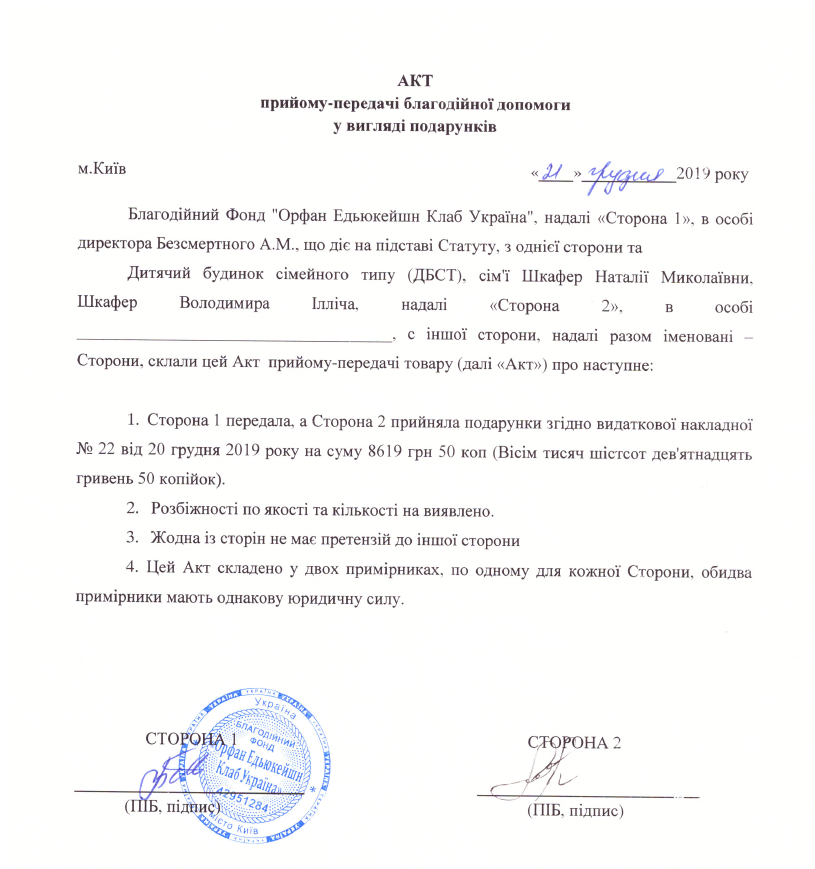 АКТ
прийому-передачі благодійної допомоги
у вигляді подарунків
м.Київ «21» грудня 2019 року
Благодійний Фонд "Орфан Едьюкейшн Клаб Україна", надалі «Сторона 1», в особі
директора Безсмертного А.М., що діє на підставі Статуту, з однієї сторони та
Дитячий будинок сімейного типу (ДБСТ), сім'ї Шкафер Наталії Миколаївни,
Шкафер Володимира Ілліча, надалі «Сторона 2», в особі
____________________________________, с іншої сторони, надалі разом іменовані –
Сторони, склали цей Акт прийому-передачі товару (далі «Акт») про наступне:
1. Сторона 1 передала, а Сторона 2 прийняла подарунки згідно видаткової накладної
№ 22 від 20 грудня 2019 року на суму 8619 грн 50 коп (Вісім тисяч шістсот дев'ятнадцять
гривень 50 копійок).
2. Розбіжності по якості та кількості на виявлено.
3. Жодна із сторін не має претензій до іншої сторони
4. Цей Акт складено у двох примірниках, по одному для кожної Сторони, обидва
примірники мають однакову юридичну силу.
СТОРОНА 1 СТОРОНА 2
(ПІБ, підпис) (ПІБ, підпис)
УКРАЇНА УКРАЇНА УКРАЇНА
Україна
БЛАГОДІЙНИЙ
ФОНД
«Орфан Едьюкейшн
Клаб Україна»
42951284
місто Київ